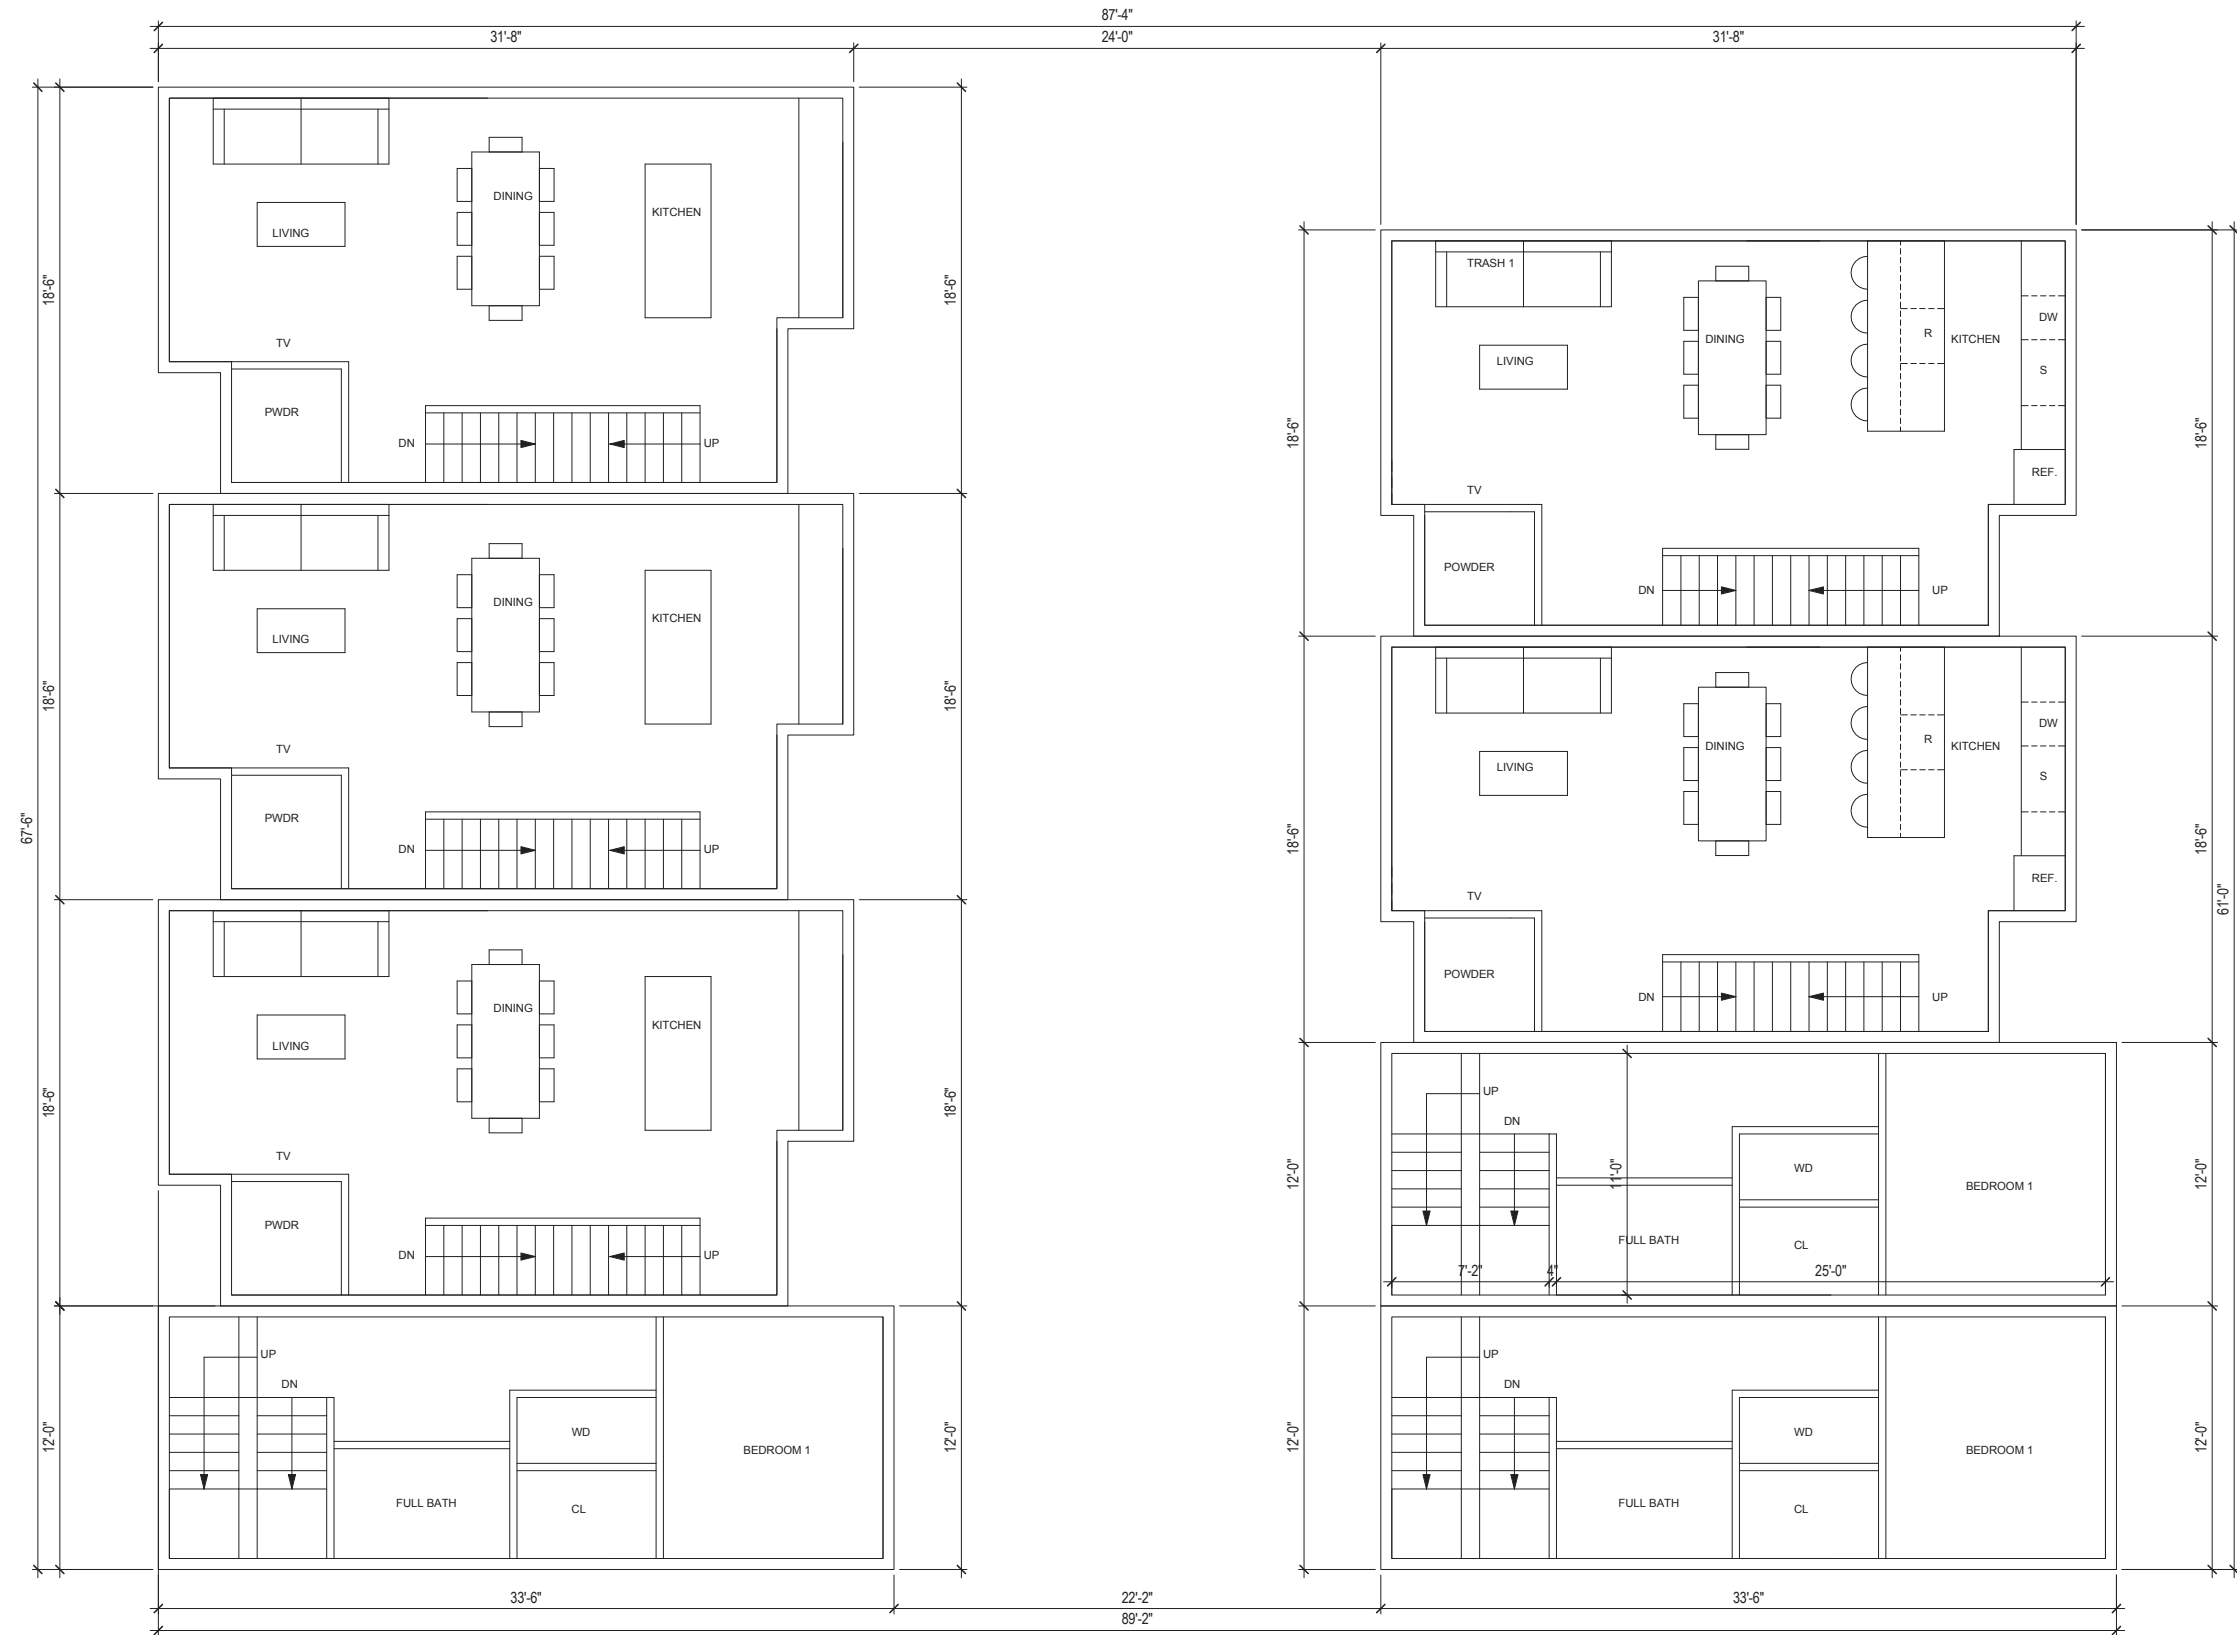 87'-4"
31'-8" 24'-0" 31'-8"
DINING
KITCHEN
LIVING
18'-6" 18'-6"
TV
PWDR
DN UP
TRASH 1
DW
DINING R KITCHEN
LIVING
S
18'-6" 18'-6"
REF.
TV
POWDER
DN UP
DINING
KITCHEN
LIVING
18'-6" 18'-6"
TV
PWDR
DN UP
67'-6"
DW
DINING R KITCHEN
LIVING
S
18'-6" 18'-6"
REF.
TV
61'-0"
POWDER
DN UP
DINING
KITCHEN
LIVING
18'-6" 18'-6"
TV
PWDR
DN UP
UP
DN
12'-0" 11'-0" WD 12'-0"
BEDROOM 1
FULL BATH CL
7'-2" 4" 25'-0"
UP
DN
12'-0" WD 12'-0"
BEDROOM 1
FULL BATH CL
UP
DN
12'-0" WD 12'-0"
BEDROOM 1
FULL BATH CL
33'-6" 22'-2" 33'-6"
89'-2"